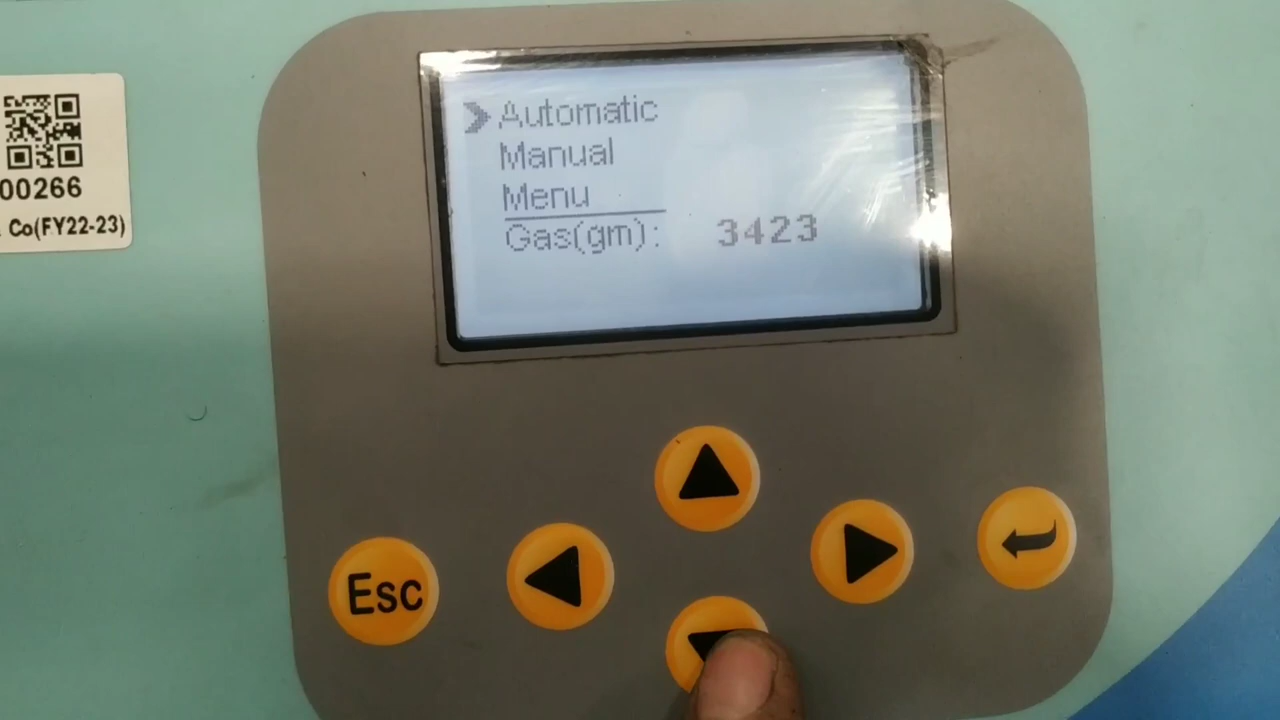 Automatic
Manual
Menu
Gas(gm): 3423
00266
Co(FY22-23)
Esc